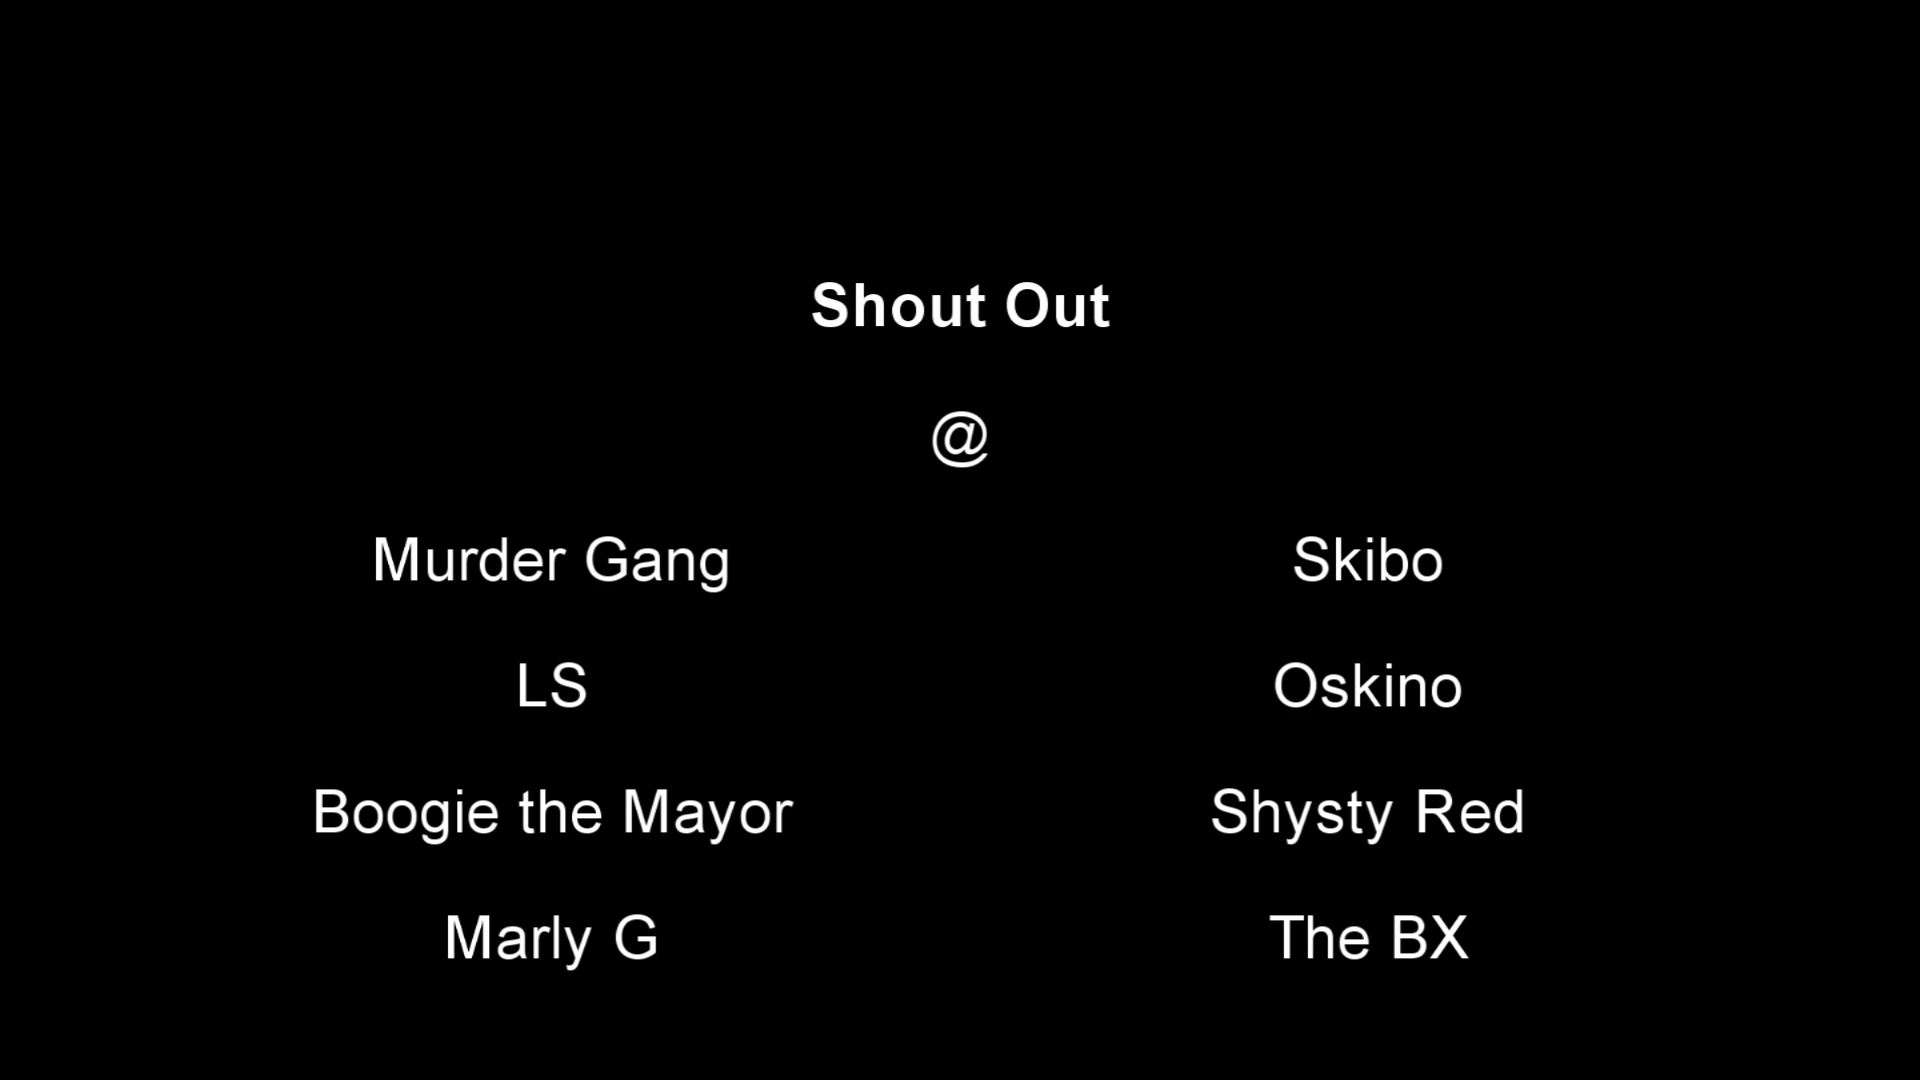 Shout Out
@
Murder Gang Skibo
LS Oskino
Boogie the Mayor Shysty Red
Marly G The BX